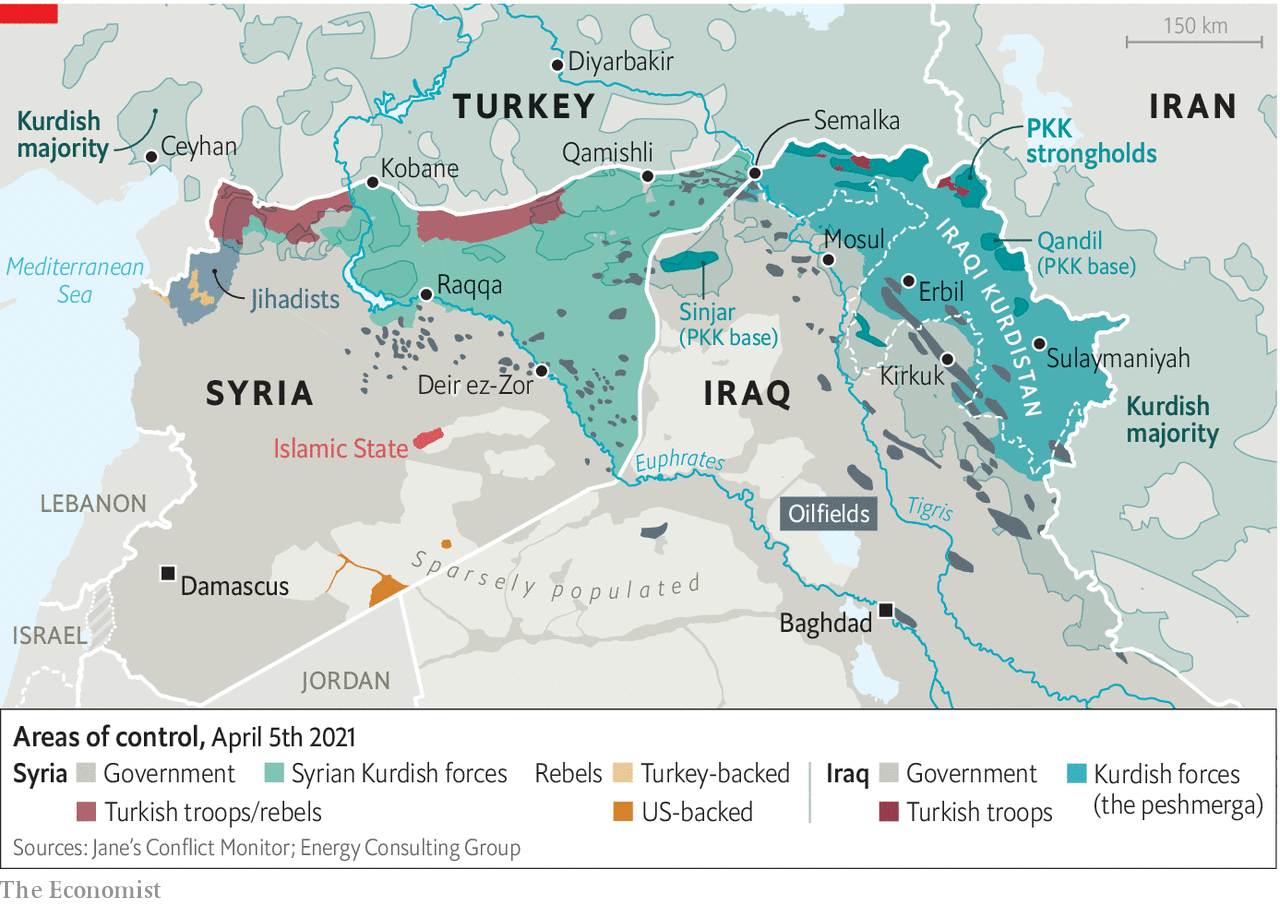 150 km
Diyarbakir
TURKEY
IRAN
Kurdish
majority
Ceyhan
Semalka
PKK
strongholds
Qamishli
Kobane
Mediterranean
Sea
Jihadists
Raqqa
Mosul
Qandil
(PKK base)
IRAQI KURDISTAN
Erbil
Sinjar
(PKK base)
Sulaymaniyah
Kirkuk
SYRIA
Deir ez-Zor
IRAQ
Kurdish
majority
Islamic State
Euphrates
LEBANON
Oilfields
Tigris
Sparsely populated
Damascus
Baghdad
ISRAEL
JORDAN
Areas of control, April 5th 2021
Syria Government Syrian Kurdish forces Rebels Turkey-backed Iraq Government Kurdish forces
Turkish troops/rebels US-backed Turkish troops (the peshmerga)
Sources: Jane's Conflict Monitor; Energy Consulting Group
The Economist